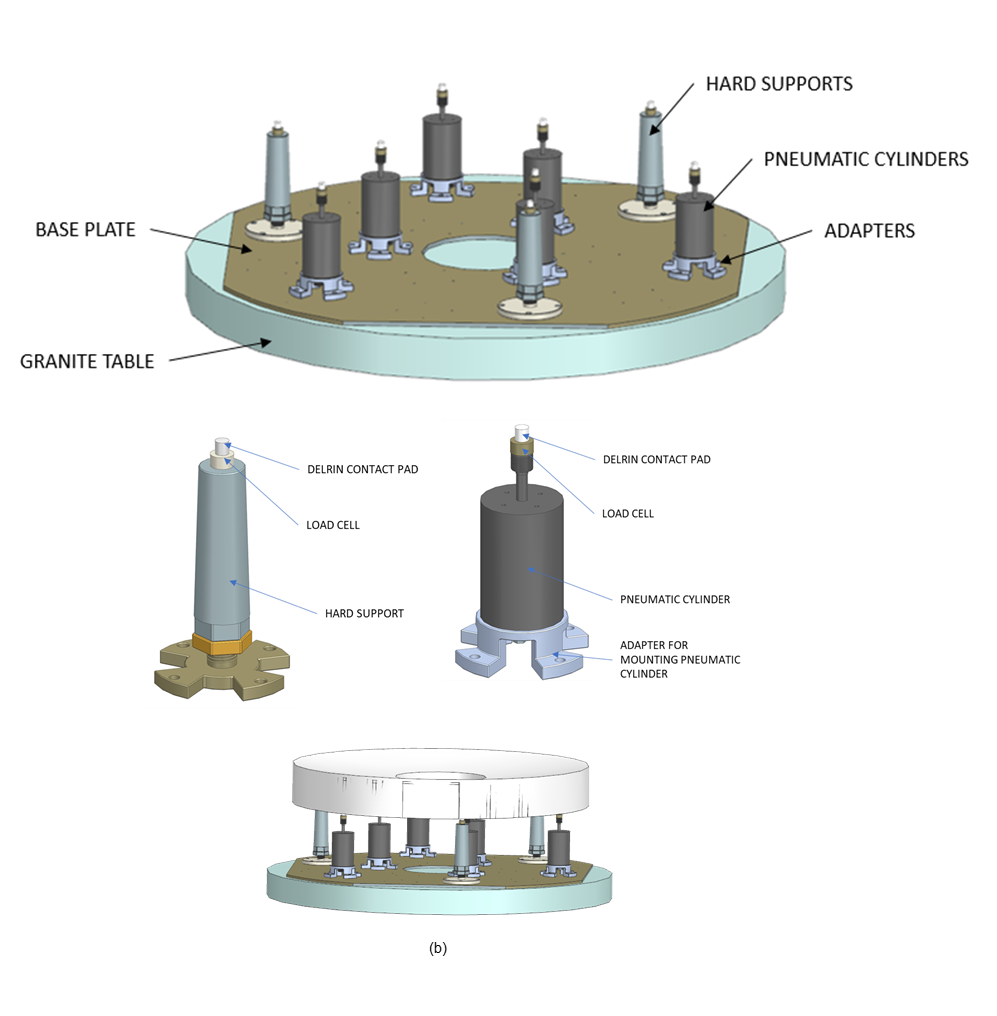 HARD SUPPORTS
PNEUMATIC CYLINDERS
BASE PLATE
ADAPTERS
GRANITE TABLE
DELRIN CONTACT PAD
LOAD CELL
HARD SUPPORT
DELRIN CONTACT PAD
LOAD CELL
PNEUMATIC CYLINDER
ADAPTER FOR
MOUNTING PNEUMATIC
CYLINDER
(b)